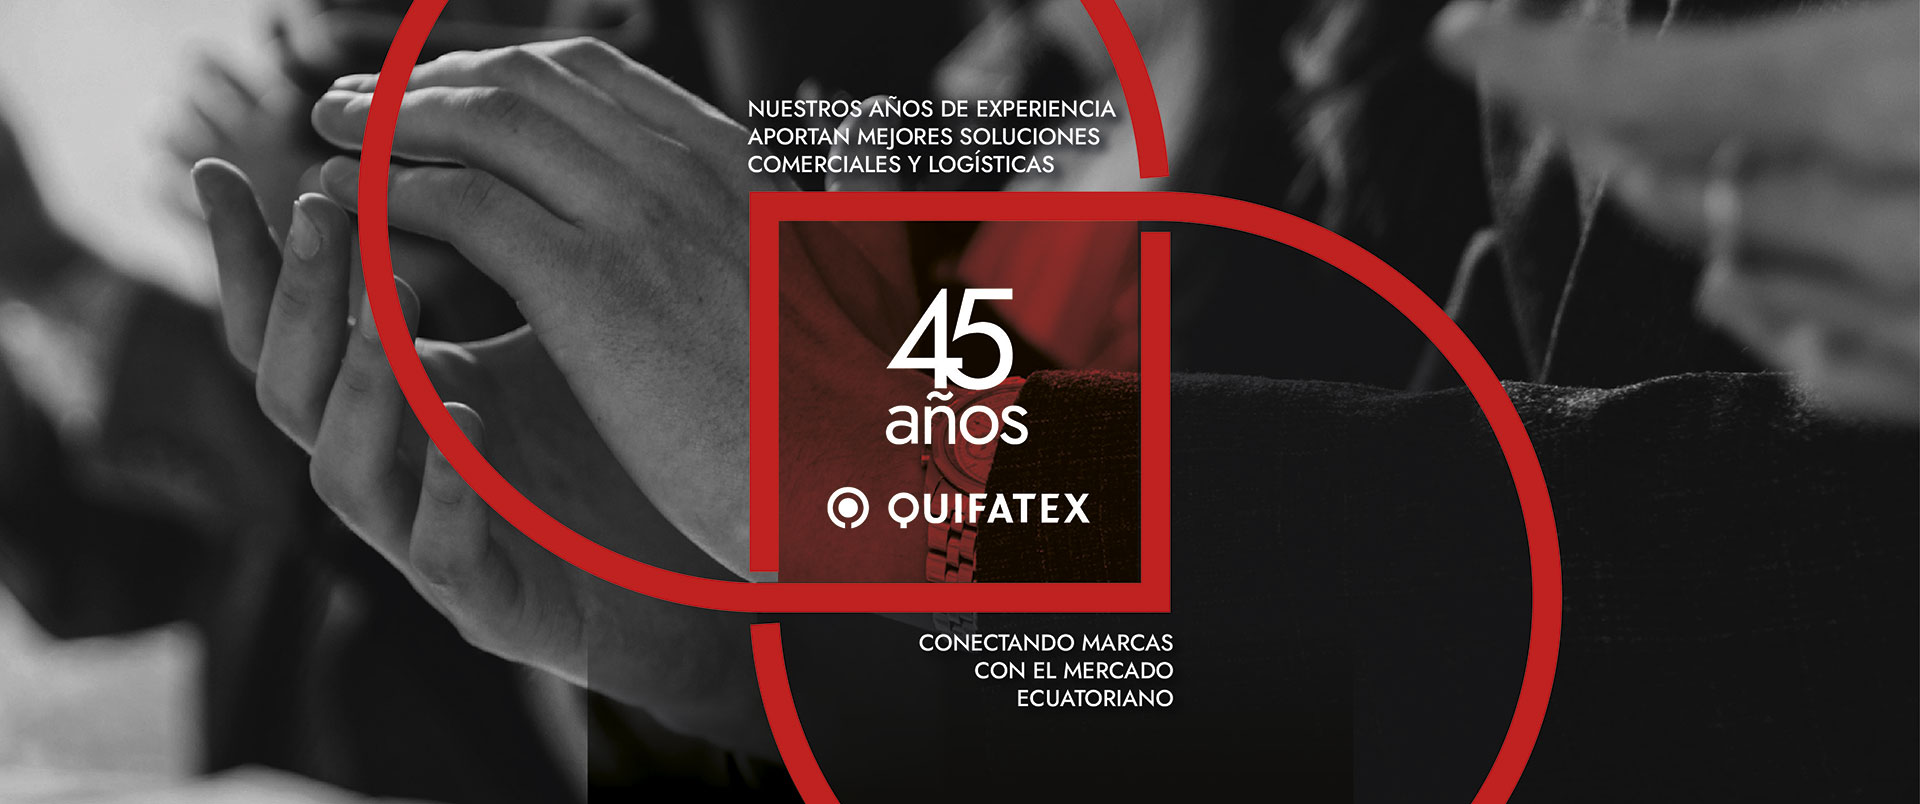 NUESTROS AÑOS DE EXPERIENCIA
APORTAN MEJORES SOLUCIONES
COMERCIALES Y LOGÍSTICAS
45
años
QUIFATEX
CONECTANDO MARCAS
CON EL MERCADO
ECUATORIANO